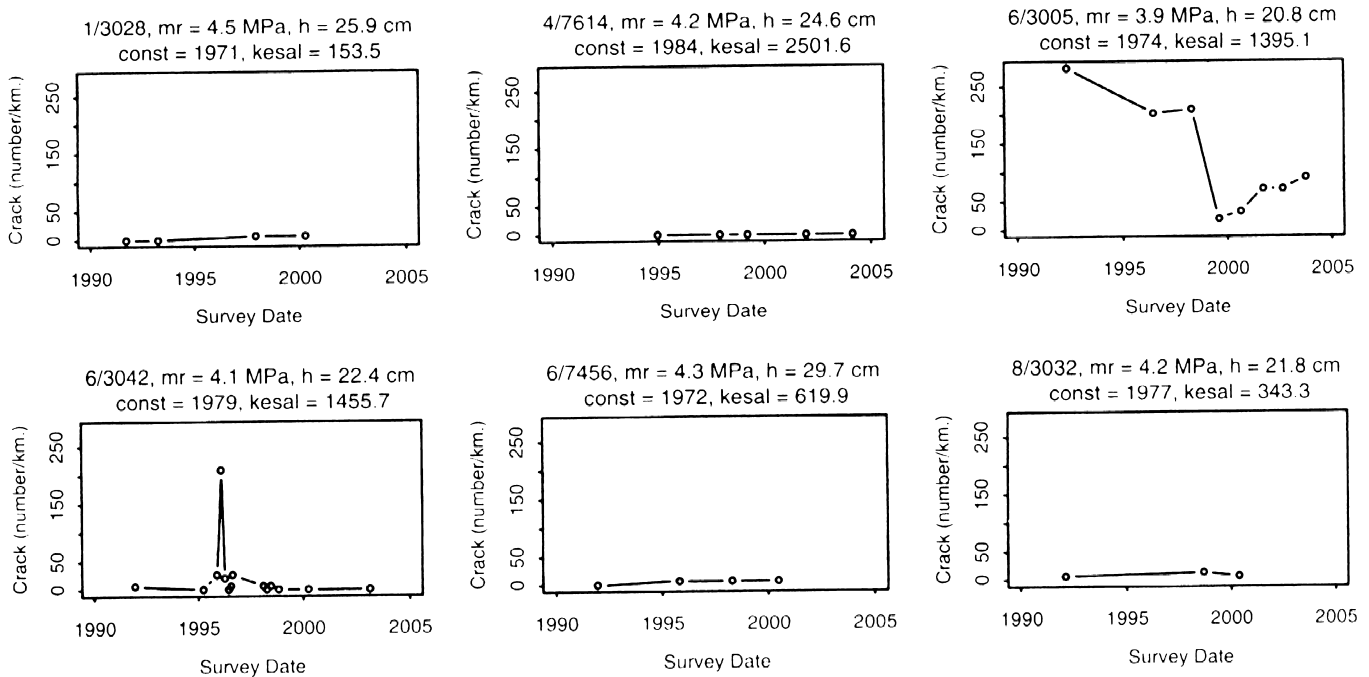 1/3028, mr = 4.5 MPa, h = 25.9 cm
const = 1971, kesal = 153.5
Crack (number/km.)
250
150
50
0
1990
1995
2000
2005
Survey Date
4/7614, mr = 4.2 MPa, h = 24.6 cm
const = 1984, kesal = 2501.6
Crack (number/km.)
250
150
50
0
1990
1995
2000
2005
Survey Date
6/3005, mr = 3.9 MPa, h = 20.8 cm
const = 1974, kesal = 1395.1
Crack (number/km.)
250
150
50
0
1990
1995
2000
2005
Survey Date
6/3042, mr = 4.1 MPa, h = 22.4 cm
const = 1979, kesal = 1455.7
Crack (number/km.)
250
150
50
0
1990
1995
2000
2005
Survey Date
6/7456, mr = 4.3 MPa, h = 29.7 cm
const = 1972, kesal = 619.9
Crack (number/km.)
250
150
50
0
1990
1995
2000
2005
Survey Date
8/3032, mr = 4.2 MPa, h = 21.8 cm
const = 1977, kesal = 343.3
Crack (number/km.)
250
150
50
0
1990
1995
2000
2005
Survey Date